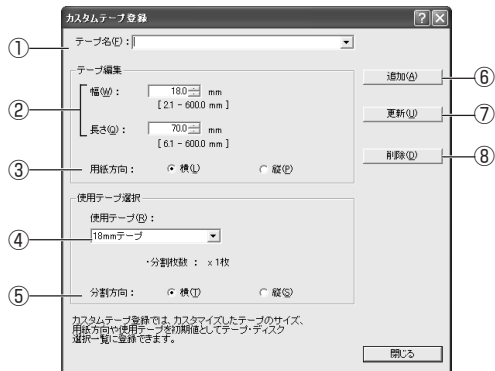 カスタムテープ登録
① テープ名(F):
テープ編集
② 幅(W): 18.0 mm
[ 2.1 - 600.0 mm ]
長さ(O): 70.0 mm
[ 6.1 - 600.0 mm ]
③ 用紙方向: 横(L) 縦(P)
使用テープ選択
使用テープ(R):
④ 18mmテープ
・分割枚数 : x 1枚
⑤ 分割方向: 横(T) 縦(S)
カスタムテープ登録では、カスタマイズしたテープのサイズ、
用紙方向や使用テープを初期値としてテープ・ディスク
選択一覧に登録できます。
追加(A) ⑥
更新(U) ⑦
削除(D) ⑧
閉じる